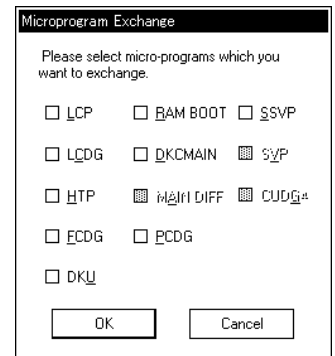 Microprogram Exchange
Please select micro-programs which you
want to exchange.
LCP RAM BOOT SSVP
LCDG DKCMAIN SVP
HTP MAIN DIFF CUDG4
FCDG PCDG
DKU
OK Cancel